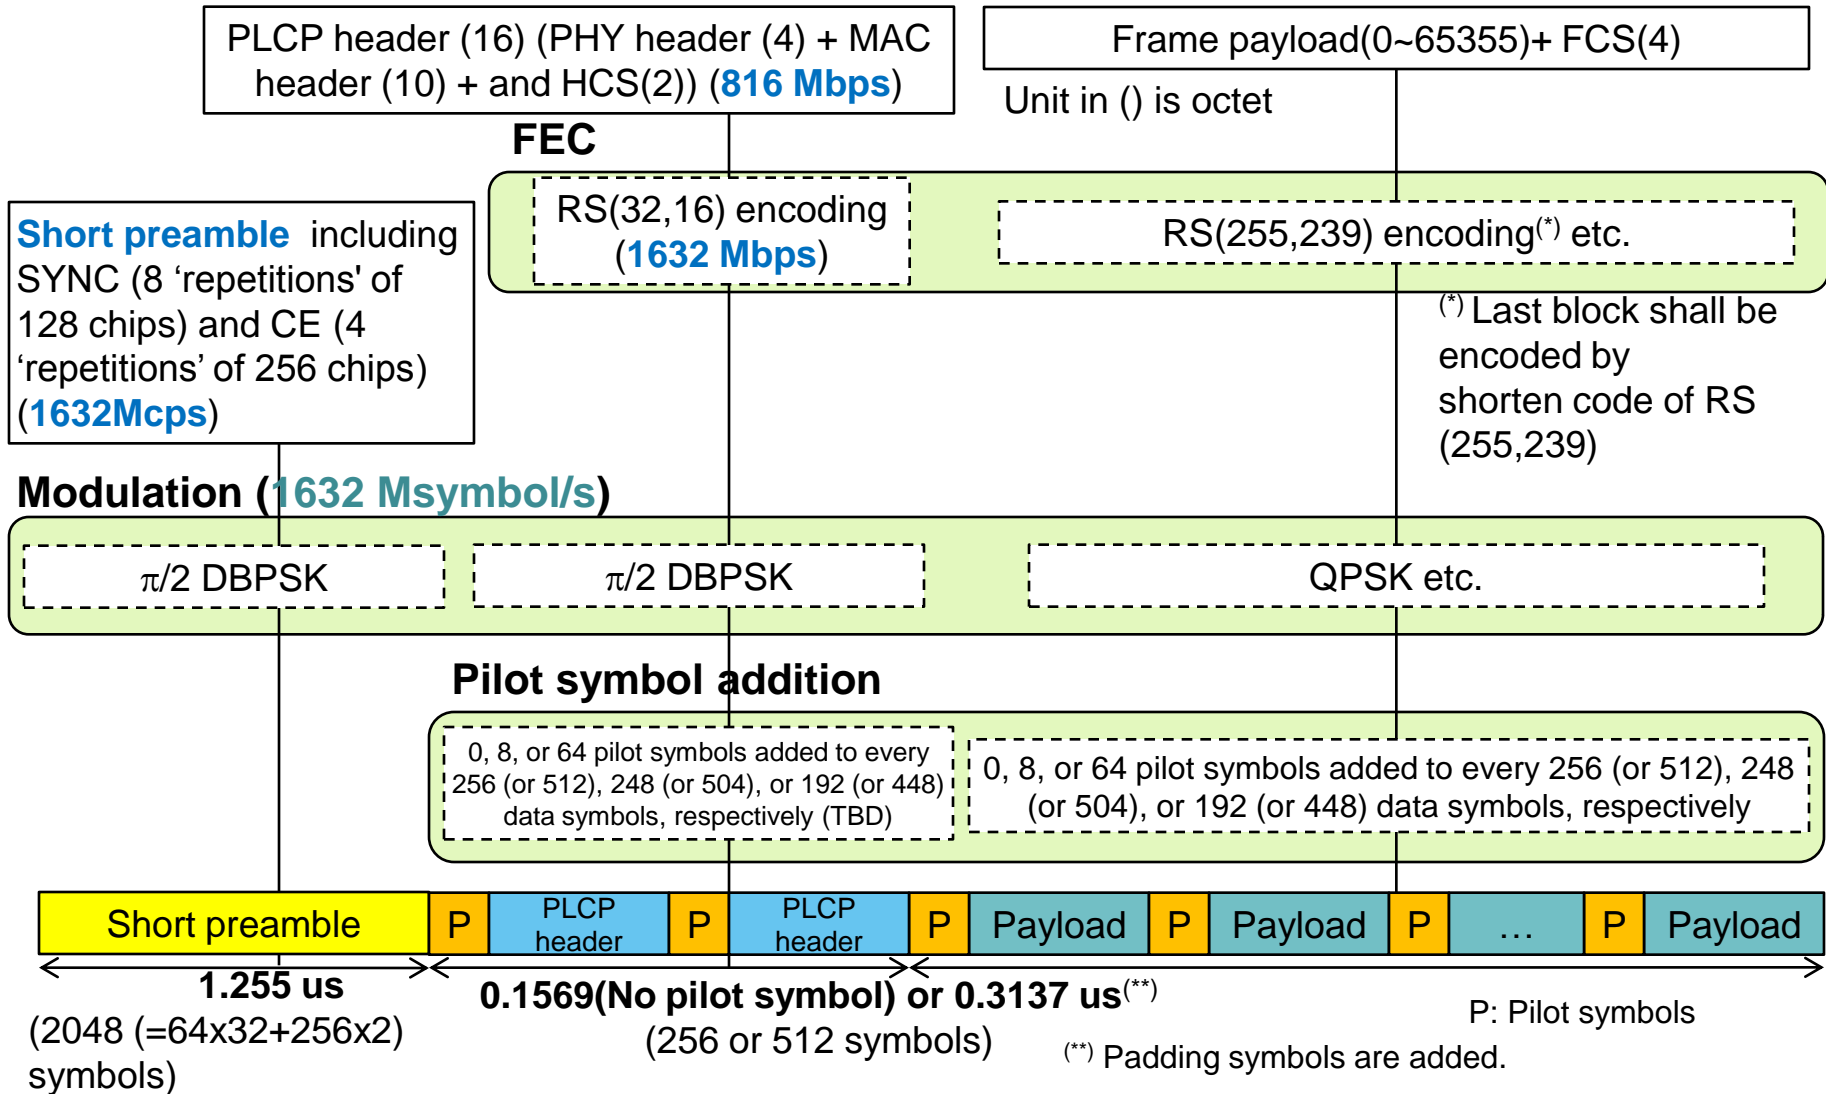 PLCP header (16) (PHY header (4) + MAC
header (10) + and HCS(2)) (816 Mbps)
Frame payload(0~65355)+ FCS(4)
Unit in () is octet
FEC
RS(32,16) encoding
(1632 Mbps)
RS(255,239) encoding(*) etc.
Short preamble including
SYNC (8 ‘repetitions' of
128 chips) and CE (4
‘repetitions’ of 256 chips)
(1632Mcps)
(*) Last block shall be
encoded by
shorten code of RS
(255,239)
Modulation (1632 Msymbol/s)
π/2 DBPSK
π/2 DBPSK
QPSK etc.
Pilot symbol addition
0, 8, or 64 pilot symbols added to every
256 (or 512), 248 (or 504), or 192 (or 448)
data symbols, respectively (TBD)
0, 8, or 64 pilot symbols added to every 256 (or 512), 248
(or 504), or 192 (or 448) data symbols, respectively
Short preamble
P
PLCP
header
P
PLCP
header
P
Payload
P
Payload
P
…
P
Payload
1.255 us
(2048 (=64x32+256x2)
symbols)
0.1569(No pilot symbol) or 0.3137 us(**)
(256 or 512 symbols)
P: Pilot symbols
(**) Padding symbols are added.